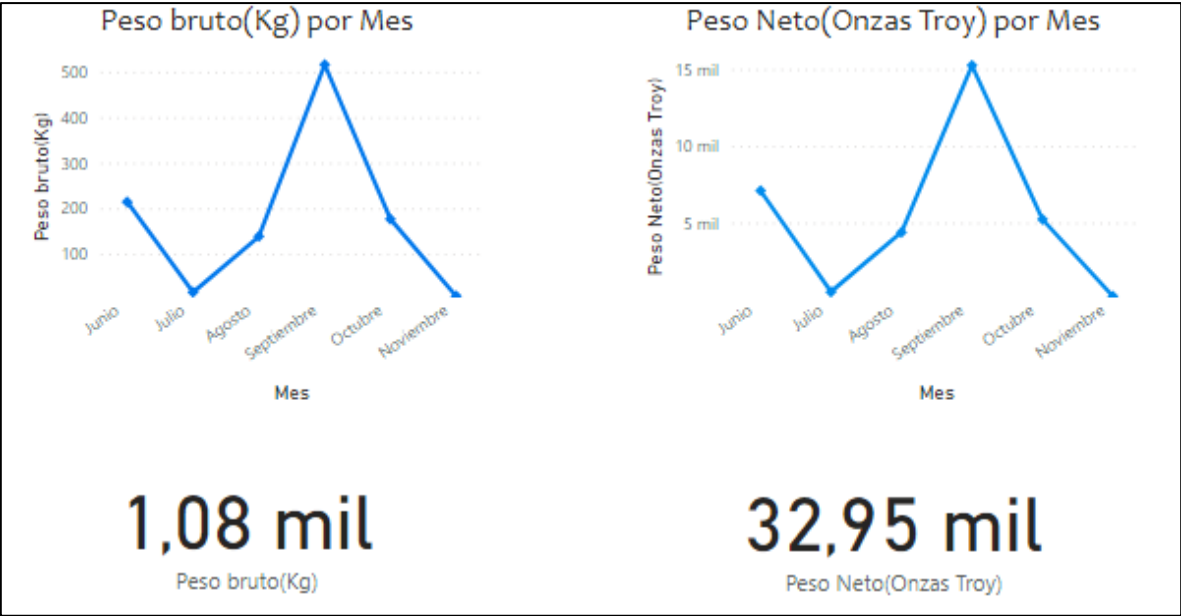 Peso bruto(Kg) por Mes
500
400
300
200
100
Peso bruto(Kg)
Junio
Julio
Agosto
Septiembre
Octubre
Noviembre
Mes
Peso Neto(Onzas Troy) por Mes
15 mil
10 mil
5 mil
Peso Neto(Onzas Troy)
Junio
Julio
Agosto
Septiembre
Octubre
Noviembre
Mes
1,08 mil
Peso bruto(Kg)
32,95 mil
Peso Neto(Onzas Troy)